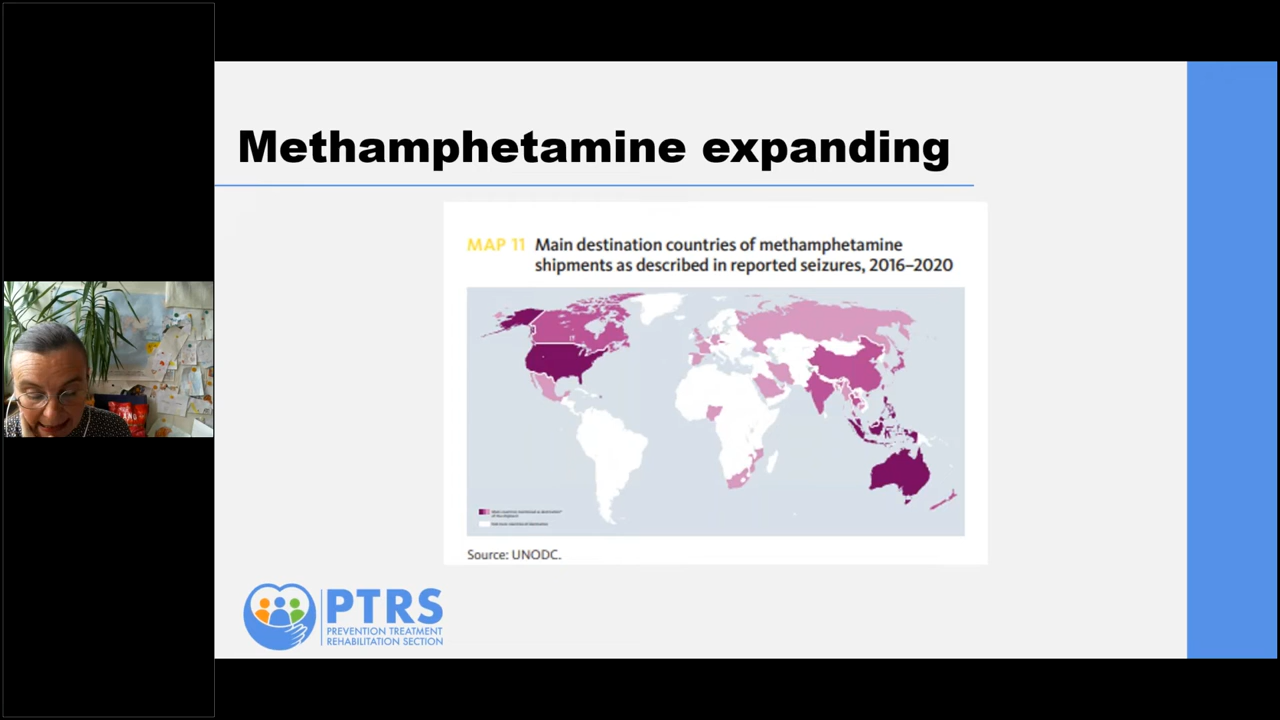 Methamphetamine expanding
MAP 11 Main destination countries of methamphetamine
shipments as described in reported seizures, 2016–2020
Source: UNODC.
PTRS
PREVENTION TREATMENT
REHABILITATION SECTION